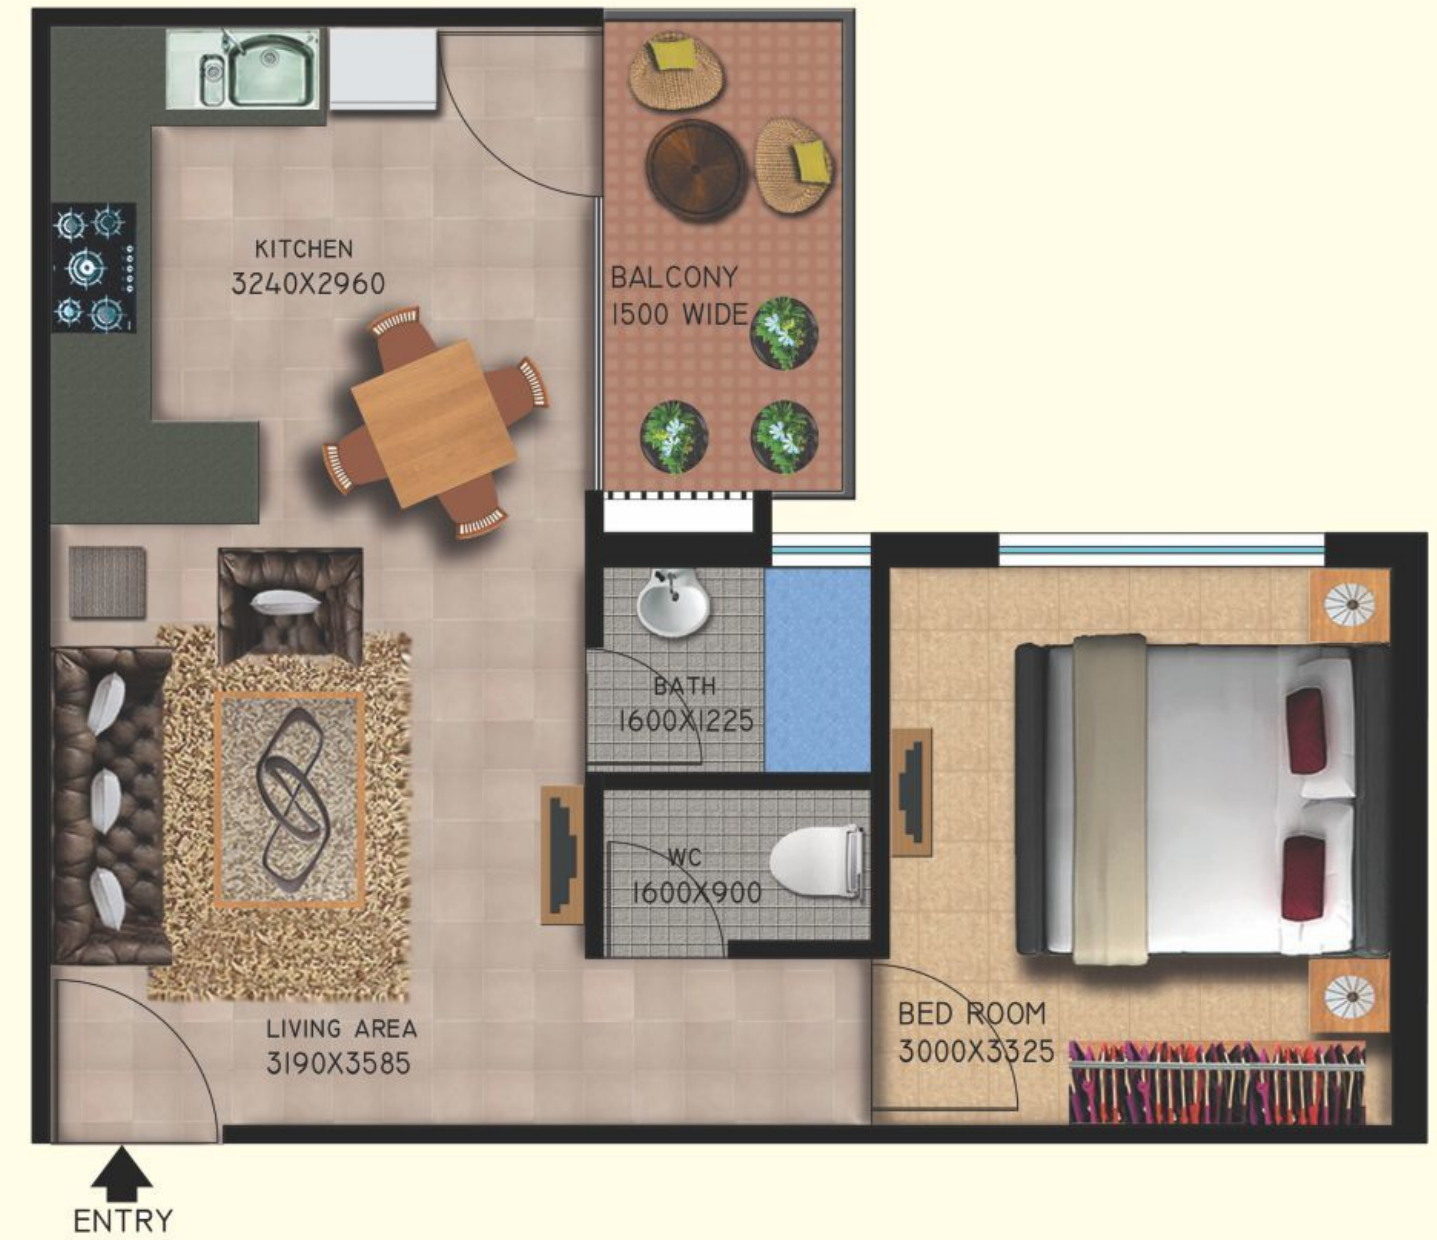 KITCHEN
3240X2960
BALCONY
1500 WIDE
BATH
1600X1225
WC
1600X900
LIVING AREA
3190X3585
BED ROOM
3000X3325
ENTRY